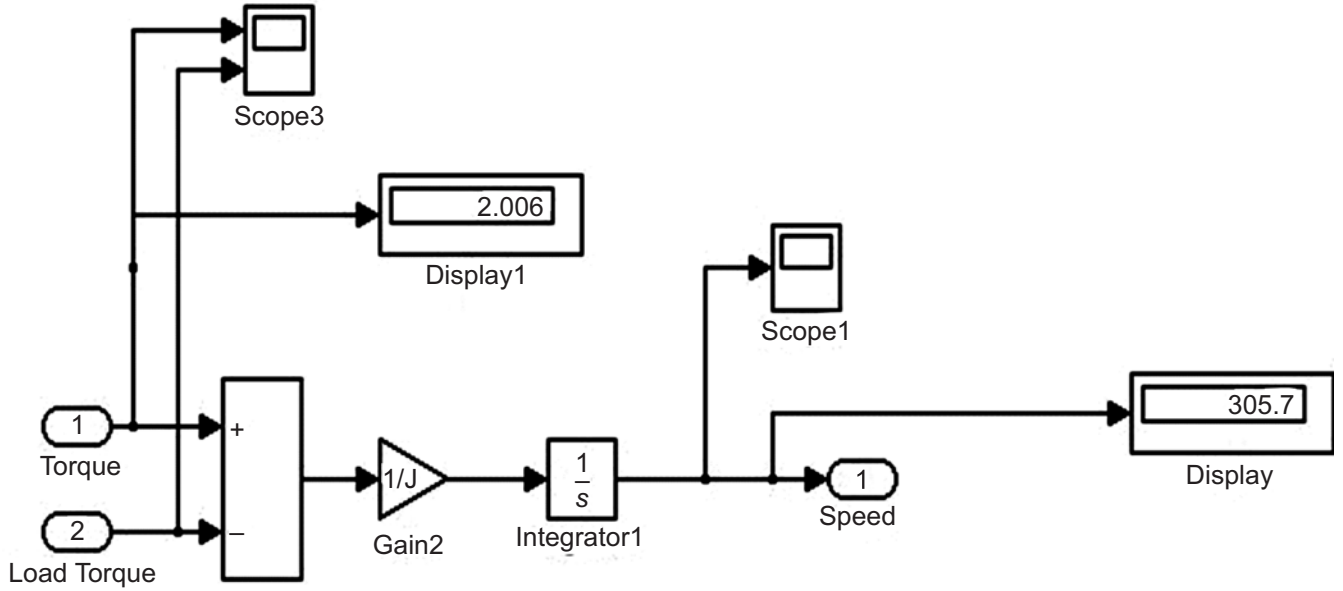 Scope3
2.006
Display1
Scope1
305.7
Display
1
+
Torque
1/J
1
s
Integrator1
1
Speed
2
–
Load Torque
Gain2